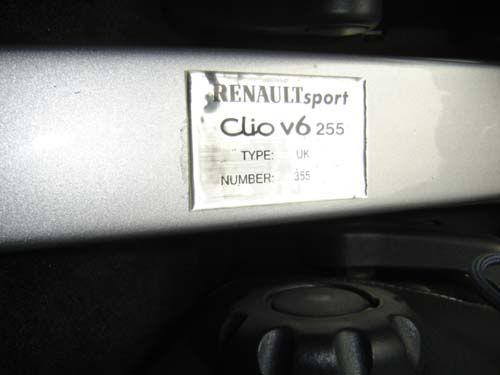 RENAULTsport
Clio v6 255
TYPE: UK
NUMBER: 355